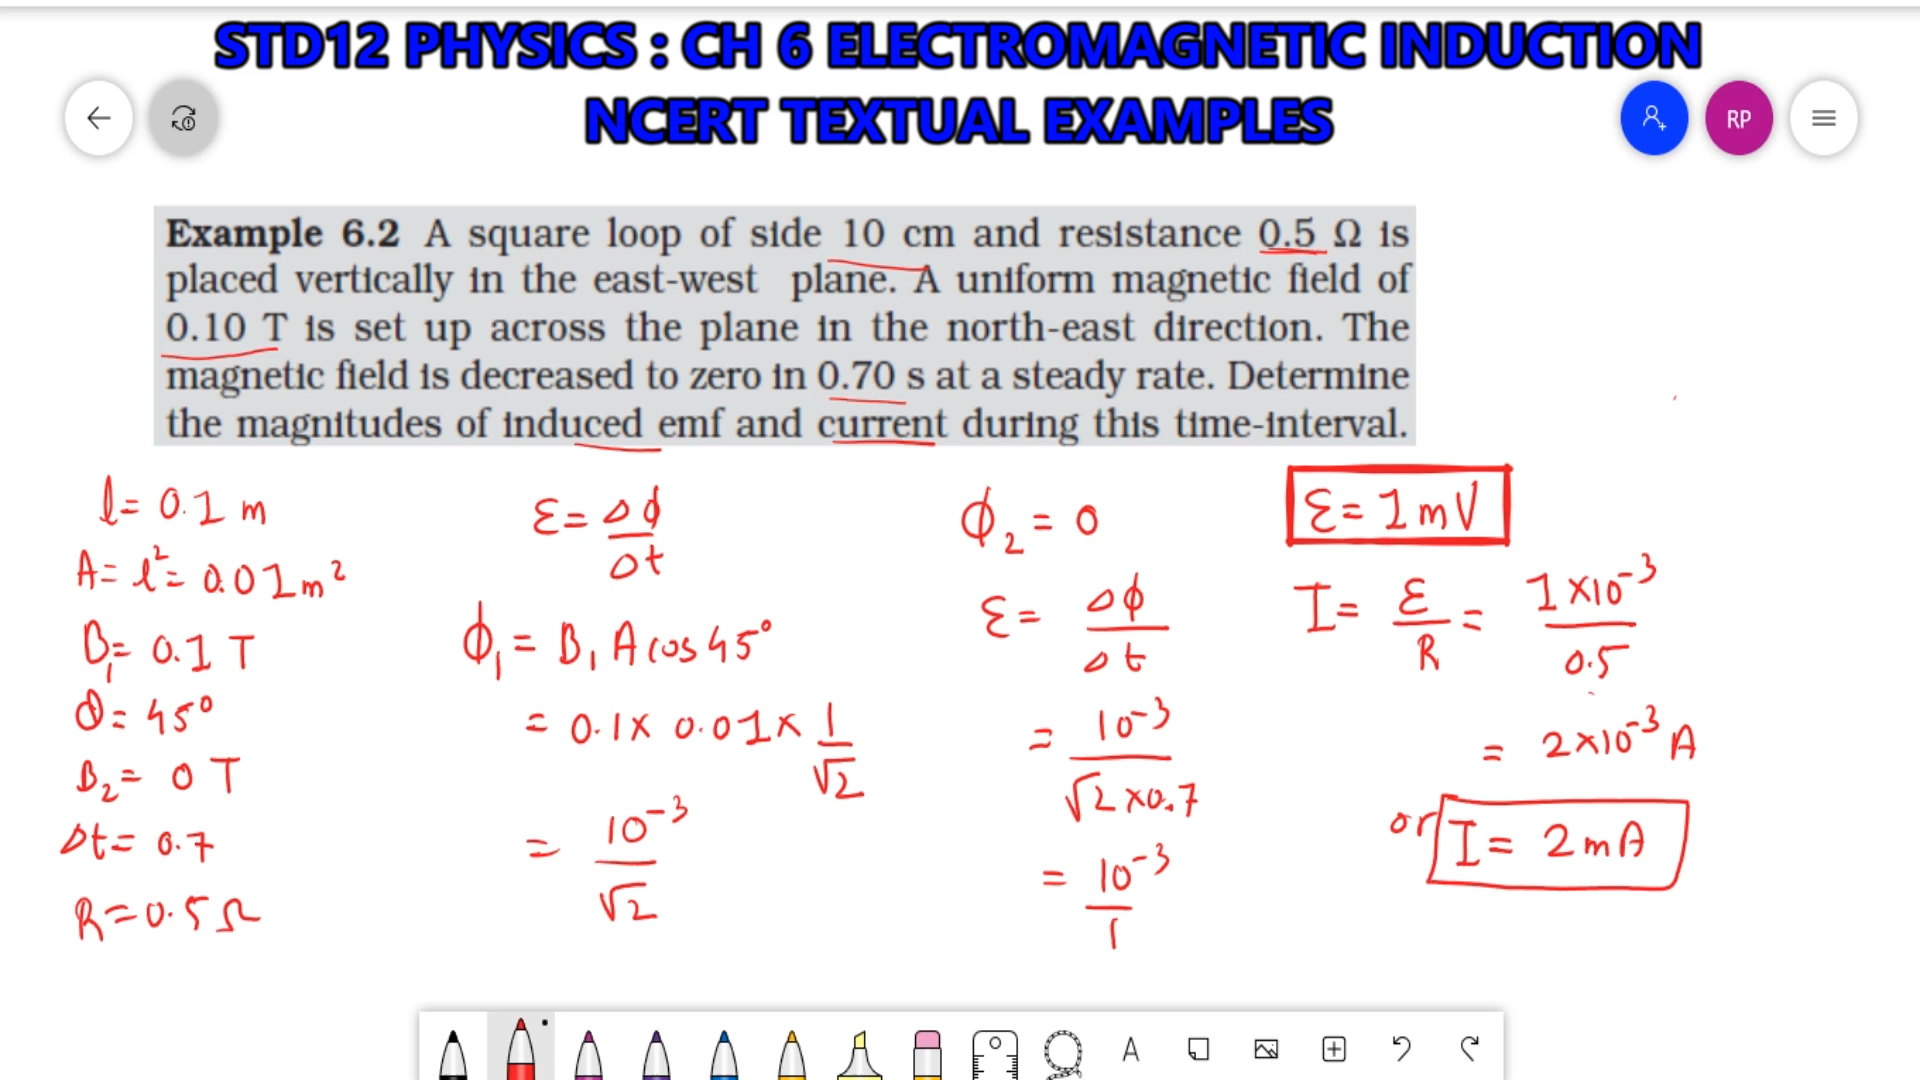 STD12 PHYSICS : CH 6 ELECTROMAGNETIC INDUCTION
NCERT TEXTUAL EXAMPLES
RP
Example 6.2 A square loop of side 10 cm and resistance 0.5 Ω is
placed vertically in the east-west plane. A uniform magnetic field of
0.10 T is set up across the plane in the north-east direction. The
magnetic field is decreased to zero in 0.70 s at a steady rate. Determine
the magnitudes of induced emf and current during this time-interval.
l = 0.1 m
A = l² = 0.01 m²
B₁ = 0.1 T
θ = 45°
B₂ = 0 T
Δt = 0.7
R = 0.5 Ω
ε = Δϕ / Δt
ϕ₁ = B₁ A cos 45°
= 0.1 × 0.01 × 1 / √2
= 10⁻³ / √2
ϕ₂ = 0
ε = Δϕ / Δt
= 10⁻³ / √2 × 0.7
= 10⁻³ / 1
ε = 1 mV
I = ε / R = 1 × 10⁻³ / 0.5
= 2 × 10⁻³ A
or I = 2 mA
A